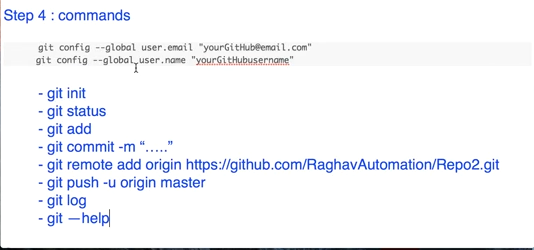 Step 4 : commands
git config --global user.email "yourGitHub@email.com"
git config --global user.name "yourGitHubusername"
- git init
- git status
- git add
- git commit -m “…..”
- git remote add origin https://github.com/RaghavAutomation/Repo2.git
- git push -u origin master
- git log
- git —help